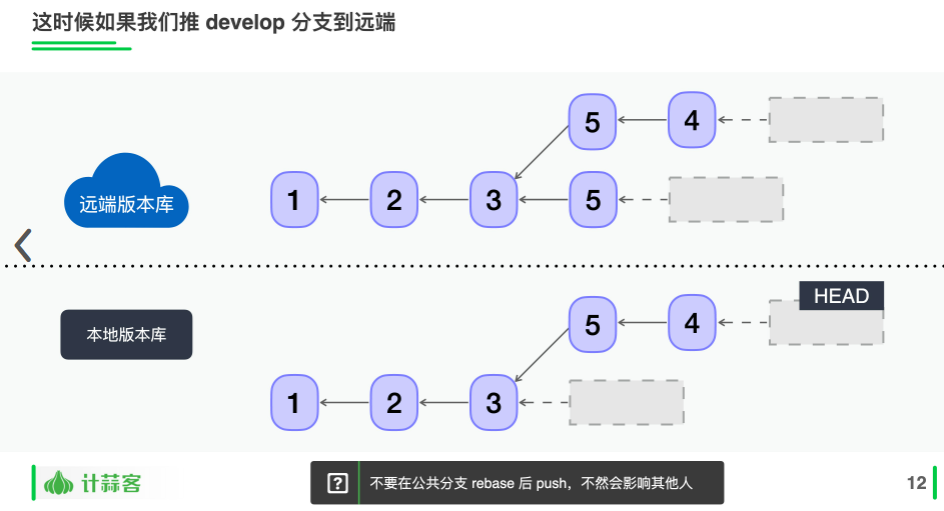 这时候如果我们推 develop 分支到远端
5 4
远端版本库
1 2 3 5
HEAD
本地版本库
5 4
1 2 3
计蒜客
不要在公共分支 rebase 后 push，不然会影响其他人
12